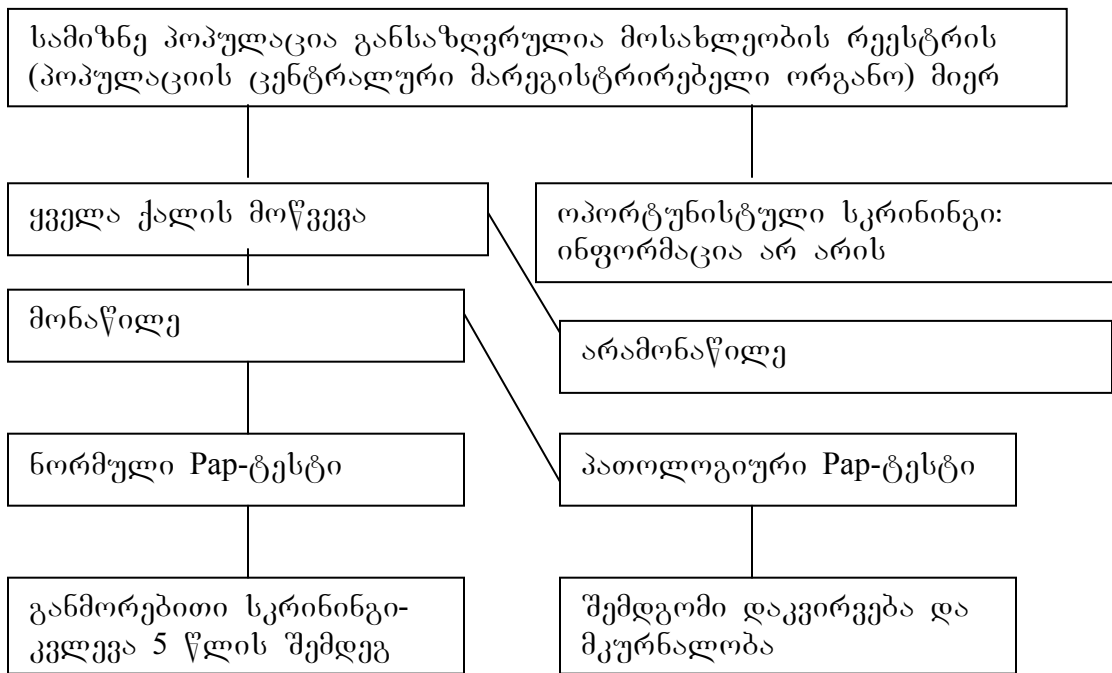 სამიზნე პოპულაცია განსაზღვრულია მოსახლეობის რეესტრის
(პოპულაციის ცენტრალური მარეგისტრირებელი ორგანო) მიერ
ყველა ქალის მოწვევა
ოპორტუნისტული სკრინინგი:
ინფორმაცია არ არის
მონაწილე
არამონაწილე
ნორმული Pap-ტესტი
პათოლოგიური Pap-ტესტი
განმორებითი სკრინინგი-
კვლევა 5 წლის შემდეგ
შემდგომი დაკვირვება და
მკურნალობა